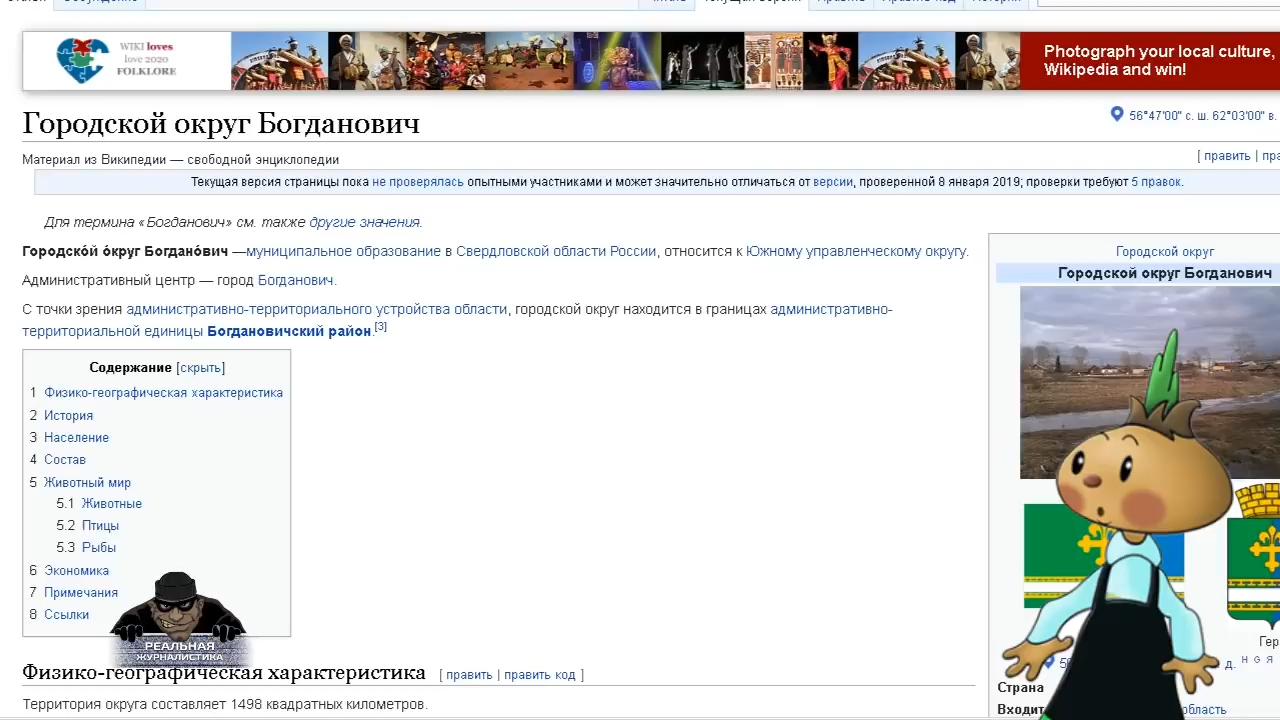 WIKI loves
love 2020
FOLKLORE
Photograph your local culture,
Wikipedia and win!
Городской округ Богданович
56°47′00″ с. ш. 62°03′00″ в.
Материал из Википедии — свободной энциклопедии
[ править |
Текущая версия страницы пока не проверялась опытными участниками и может значительно отличаться от версии, проверенной 8 января 2019; проверки требуют 5 правок.
Для термина «Богданович» см. также другие значения.
Городско́й о́круг Богдано́вич —муниципальное образование в Свердловской области России, относится к Южному управленческому округу.
Административный центр — город Богданович.
С точки зрения административно-территориального устройства области, городской округ находится в границах административно-
территориальной единицы Богдановичский район.[3]
Городской округ
Городской округ Богданович
Содержание [скрыть]
1 Физико-географическая характеристика
2 История
3 Население
4 Состав
5 Животный мир
5.1 Животные
5.2 Птицы
5.3 Рыбы
6 Экономика
7 Примечания
8 Ссылки
РЕАЛЬНАЯ
ЖУРНАЛИСТИКА
Физико-географическая характеристика [ править | править код ]
Территория округа составляет 1498 квадратных километров.
Гер
д. H G Я
Страна
Входит
область